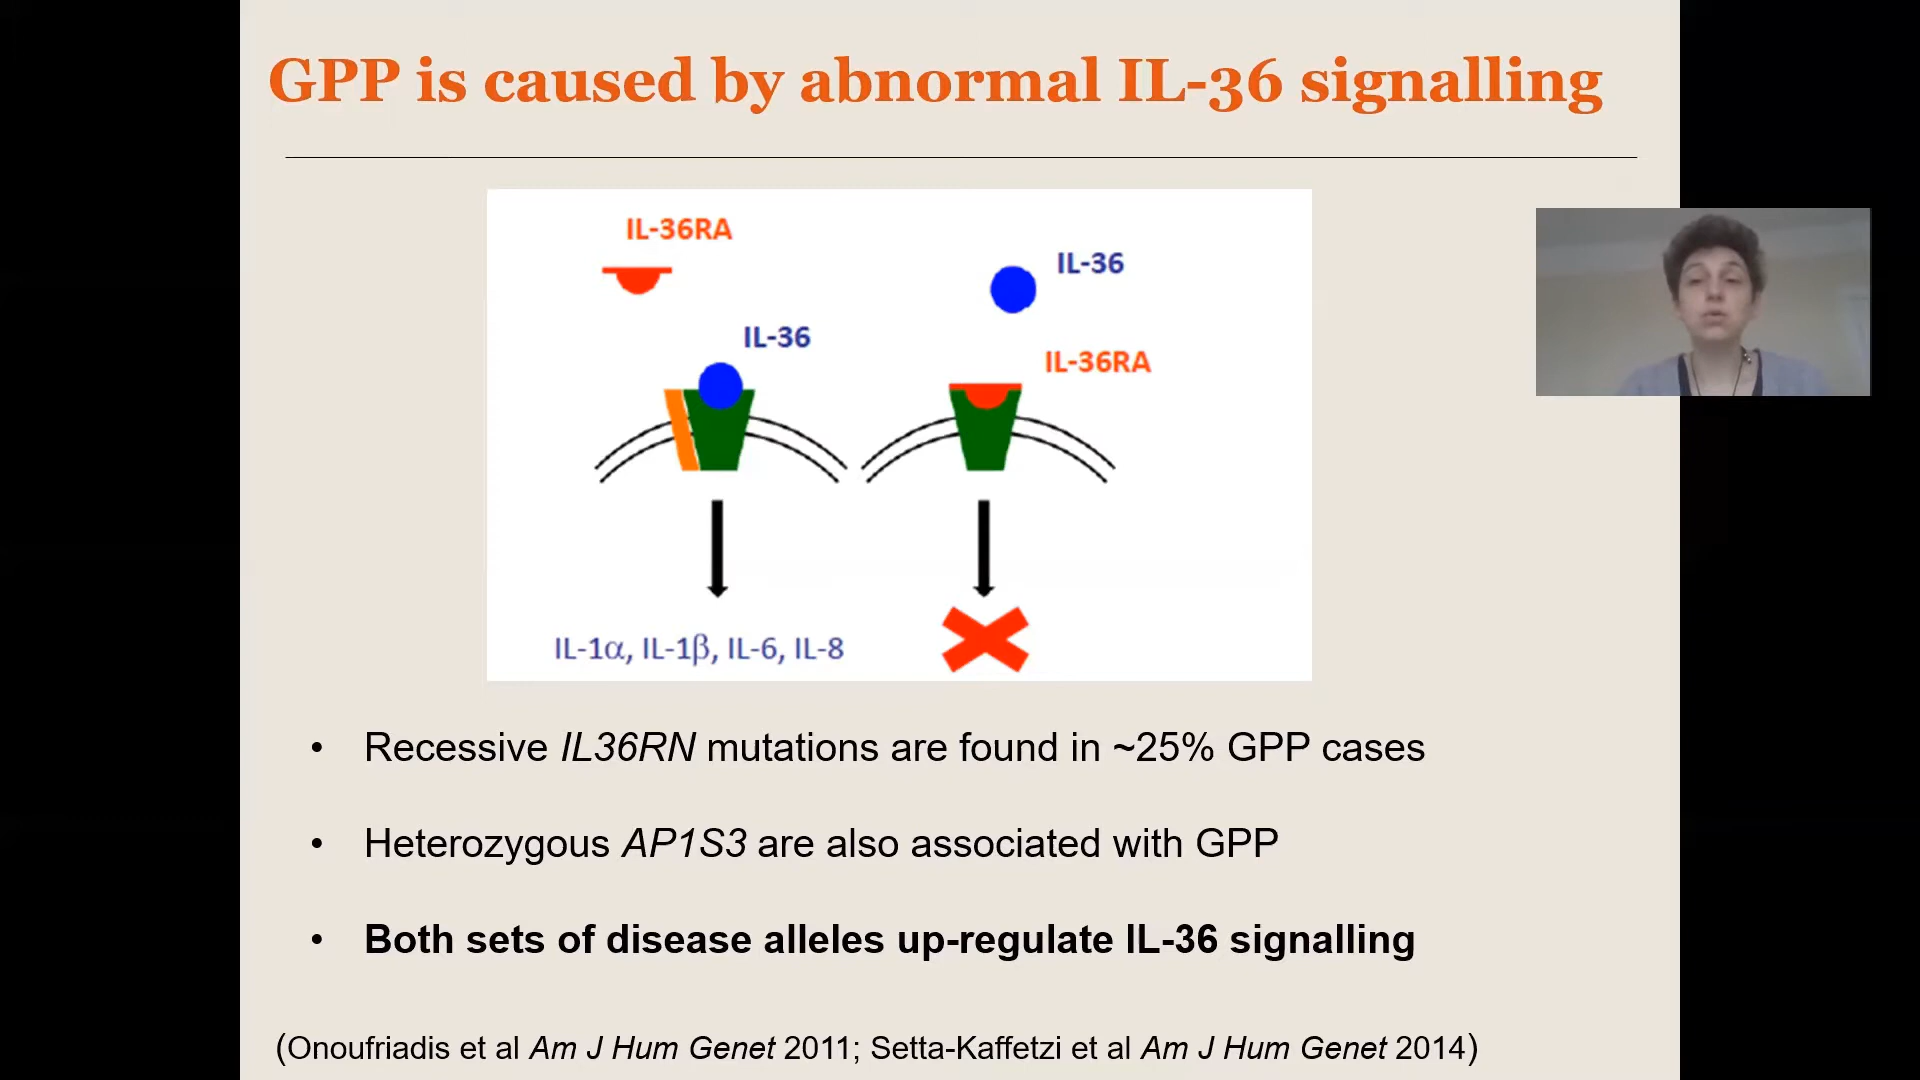 GPP is caused by abnormal IL-36 signalling
IL-36RA
IL-36
IL-36
IL-36RA
IL-1α, IL-1β, IL-6, IL-8
• Recessive IL36RN mutations are found in ~25% GPP cases
• Heterozygous AP1S3 are also associated with GPP
• Both sets of disease alleles up-regulate IL-36 signalling
(Onoufriadis et al Am J Hum Genet 2011; Setta-Kaffetzi et al Am J Hum Genet 2014)